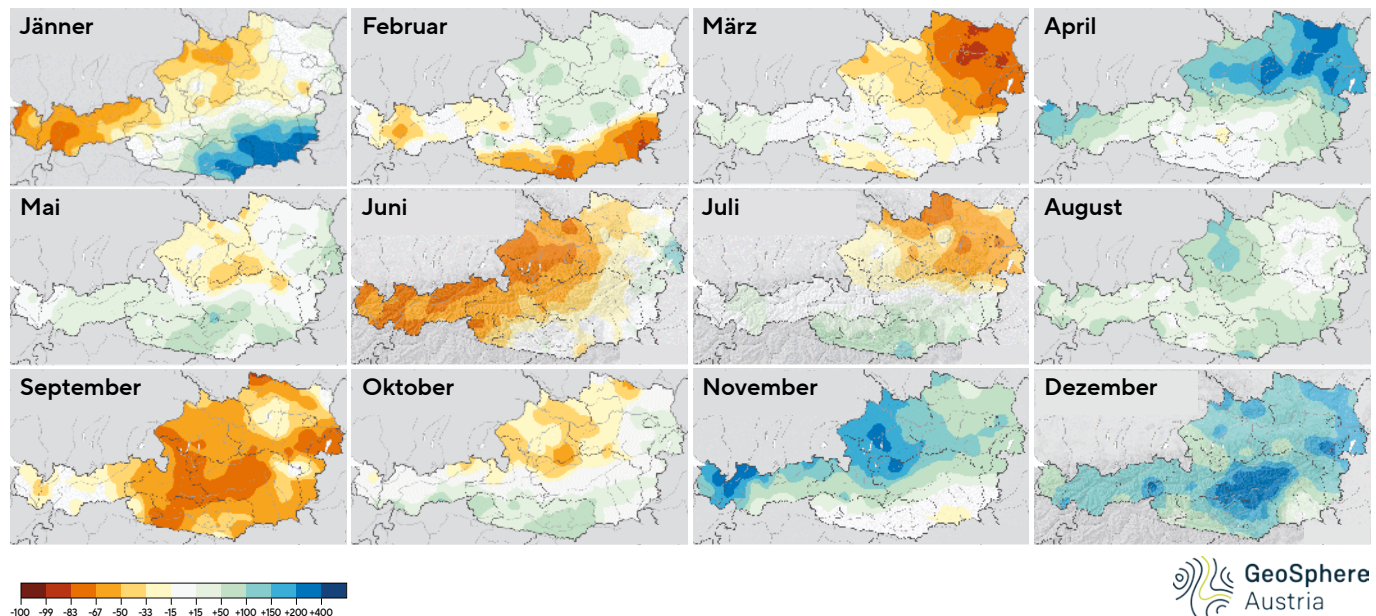 Jänner
Februar
März
April
Mai
Juni
Juli
August
September
Oktober
November
Dezember
-100 -99 -83 -67 -50 -33 -15 +15 +50 +100 +150 +200 +400
GeoSphere
Austria